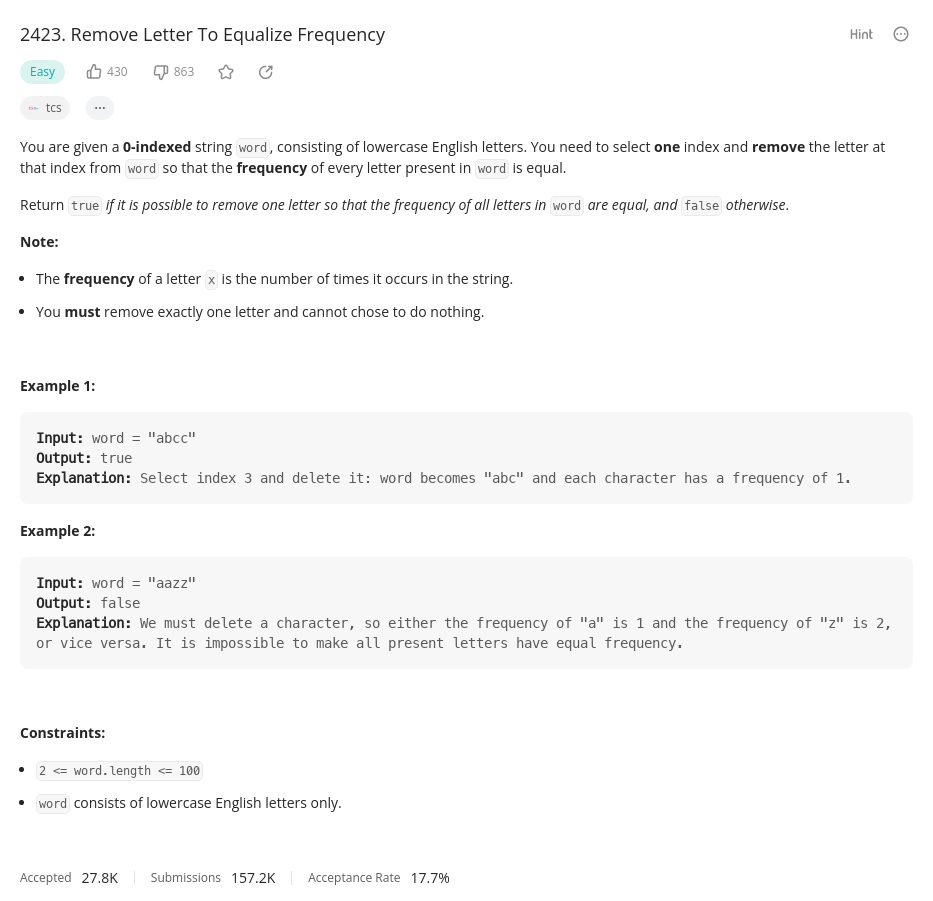 2423. Remove Letter To Equalize Frequency
Hint
Easy 430 863
tcs
You are given a 0-indexed string word, consisting of lowercase English letters. You need to select one index and remove the letter at
that index from word so that the frequency of every letter present in word is equal.
Return true if it is possible to remove one letter so that the frequency of all letters in word are equal, and false otherwise.
Note:
• The frequency of a letter x is the number of times it occurs in the string.
• You must remove exactly one letter and cannot chose to do nothing.
Example 1:
Input: word = "abcc"
Output: true
Explanation: Select index 3 and delete it: word becomes "abc" and each character has a frequency of 1.
Example 2:
Input: word = "aazz"
Output: false
Explanation: We must delete a character, so either the frequency of "a" is 1 and the frequency of "z" is 2,
or vice versa. It is impossible to make all present letters have equal frequency.
Constraints:
• 2 <= word.length <= 100
• word consists of lowercase English letters only.
Accepted 27.8K Submissions 157.2K Acceptance Rate 17.7%